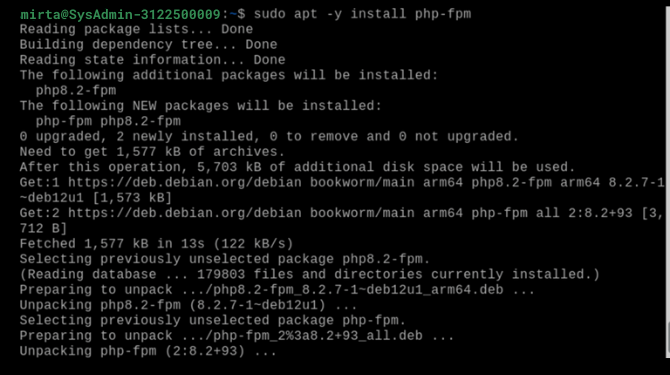 mirta@SysAdmin-3122500009:~$ sudo apt -y install php-fpm
Reading package lists... Done
Building dependency tree... Done
Reading state information... Done
The following additional packages will be installed:
  php8.2-fpm
The following NEW packages will be installed:
  php-fpm php8.2-fpm
0 upgraded, 2 newly installed, 0 to remove and 0 not upgraded.
Need to get 1,577 kB of archives.
After this operation, 5,703 kB of additional disk space will be used.
Get:1 https://deb.debian.org/debian bookworm/main arm64 php8.2-fpm arm64 8.2.7-1
~deb12u1 [1,573 kB]
Get:2 https://deb.debian.org/debian bookworm/main arm64 php-fpm all 2:8.2+93 [3,
712 B]
Fetched 1,577 kB in 13s (122 kB/s)
Selecting previously unselected package php8.2-fpm.
(Reading database ... 179803 files and directories currently installed.)
Preparing to unpack .../php8.2-fpm_8.2.7-1~deb12u1_arm64.deb ...
Unpacking php8.2-fpm (8.2.7-1~deb12u1) ...
Selecting previously unselected package php-fpm.
Preparing to unpack .../php-fpm_2%3a8.2+93_all.deb ...
Unpacking php-fpm (2:8.2+93) ...